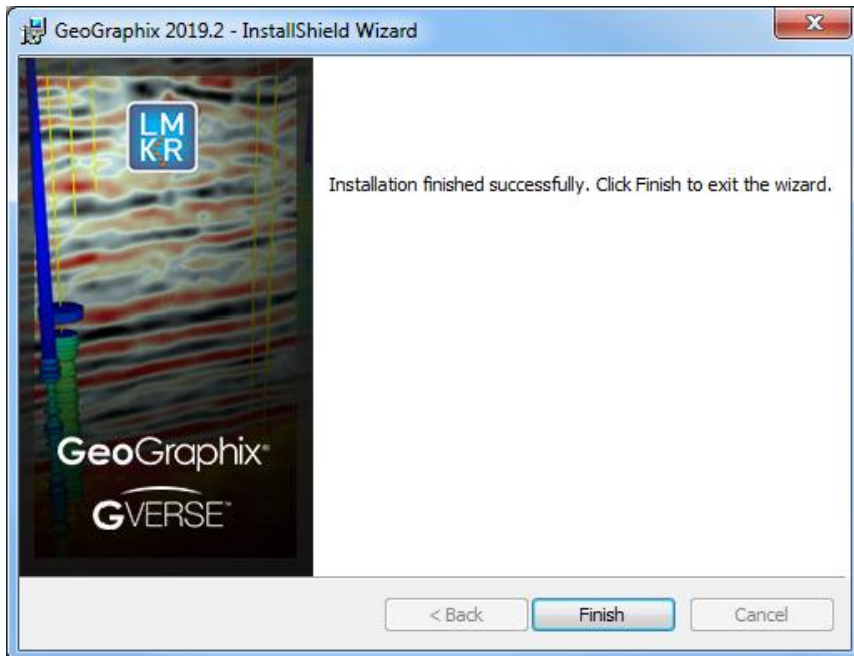 GeoGraphix 2019.2 - InstallShield Wizard
LM
KR
Installation finished successfully. Click Finish to exit the wizard.
GeoGraphix®
GVERSE™
< Back
Finish
Cancel